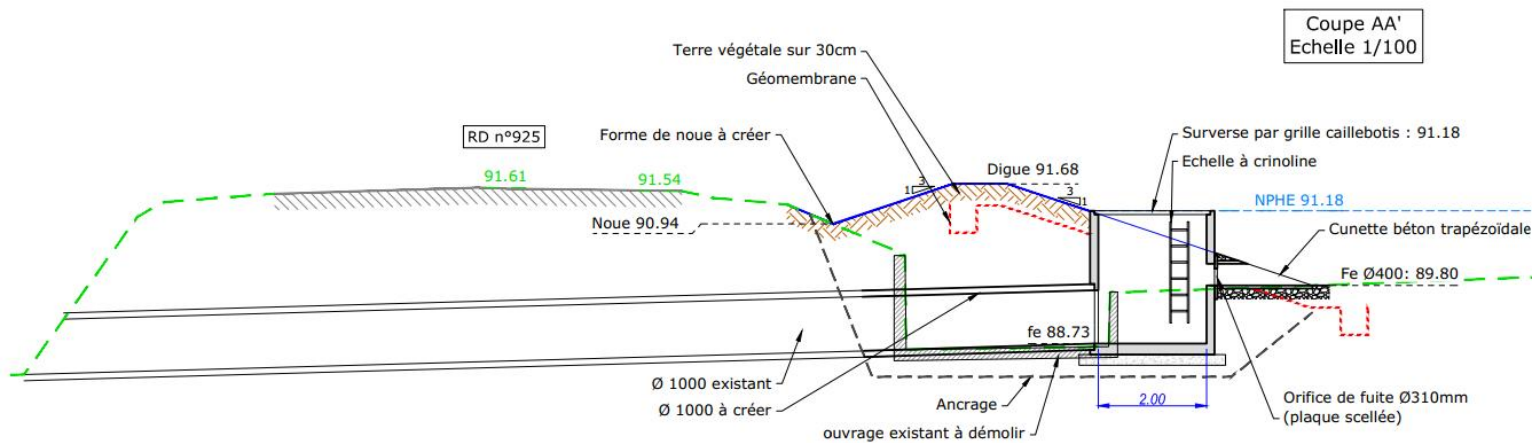 Coupe AA'
Echelle 1/100
Terre végétale sur 30cm
Géomembrane
RD n°925
Forme de noue à créer
Surverse par grille caillebotis : 91.18
Echelle à crinoline
91.61
91.54
Digue 91.68
3
1
3
1
NPHE 91.18
Noue 90.94
Cunette béton trapézoïdale
Fe Ø400: 89.80
fe 88.73
Ø 1000 existant
Ø 1000 à créer
Ancrage
ouvrage existant à démolir
2.00
Orifice de fuite Ø310mm
(plaque scellée)